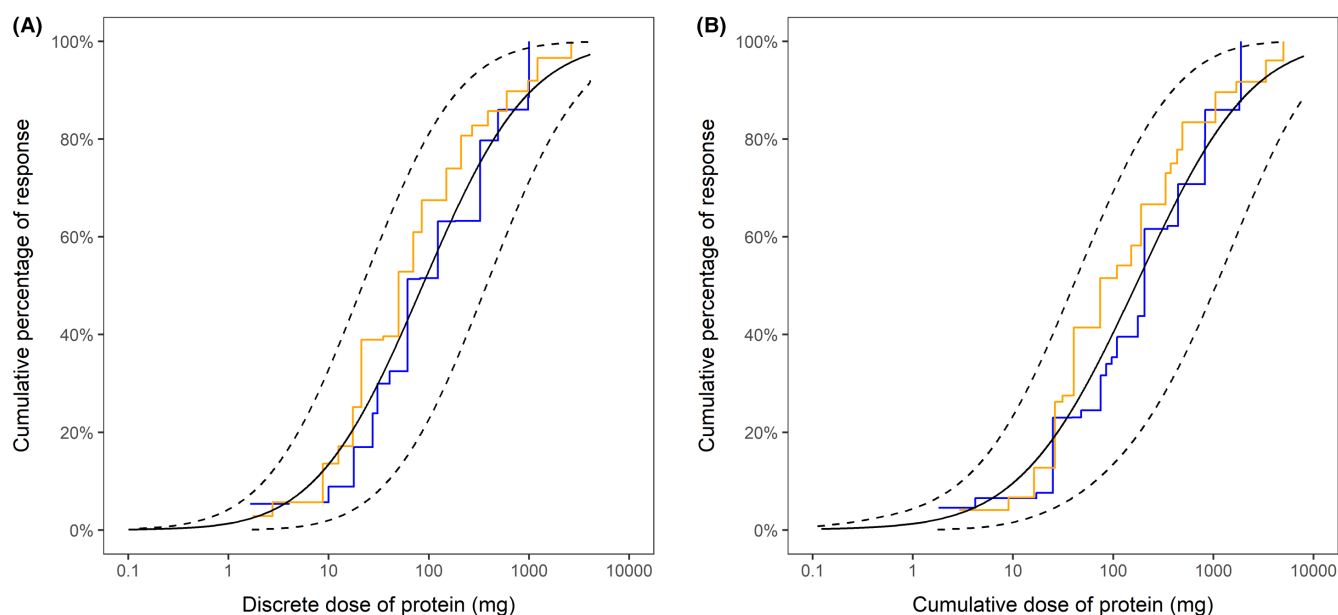 (A)
Cumulative percentage of response
100%
80%
60%
40%
20%
0%
0.1 1 10 100 1000 10000
Discrete dose of protein (mg)
(B)
Cumulative percentage of response
100%
80%
60%
40%
20%
0%
0.1 1 10 100 1000 10000
Cumulative dose of protein (mg)